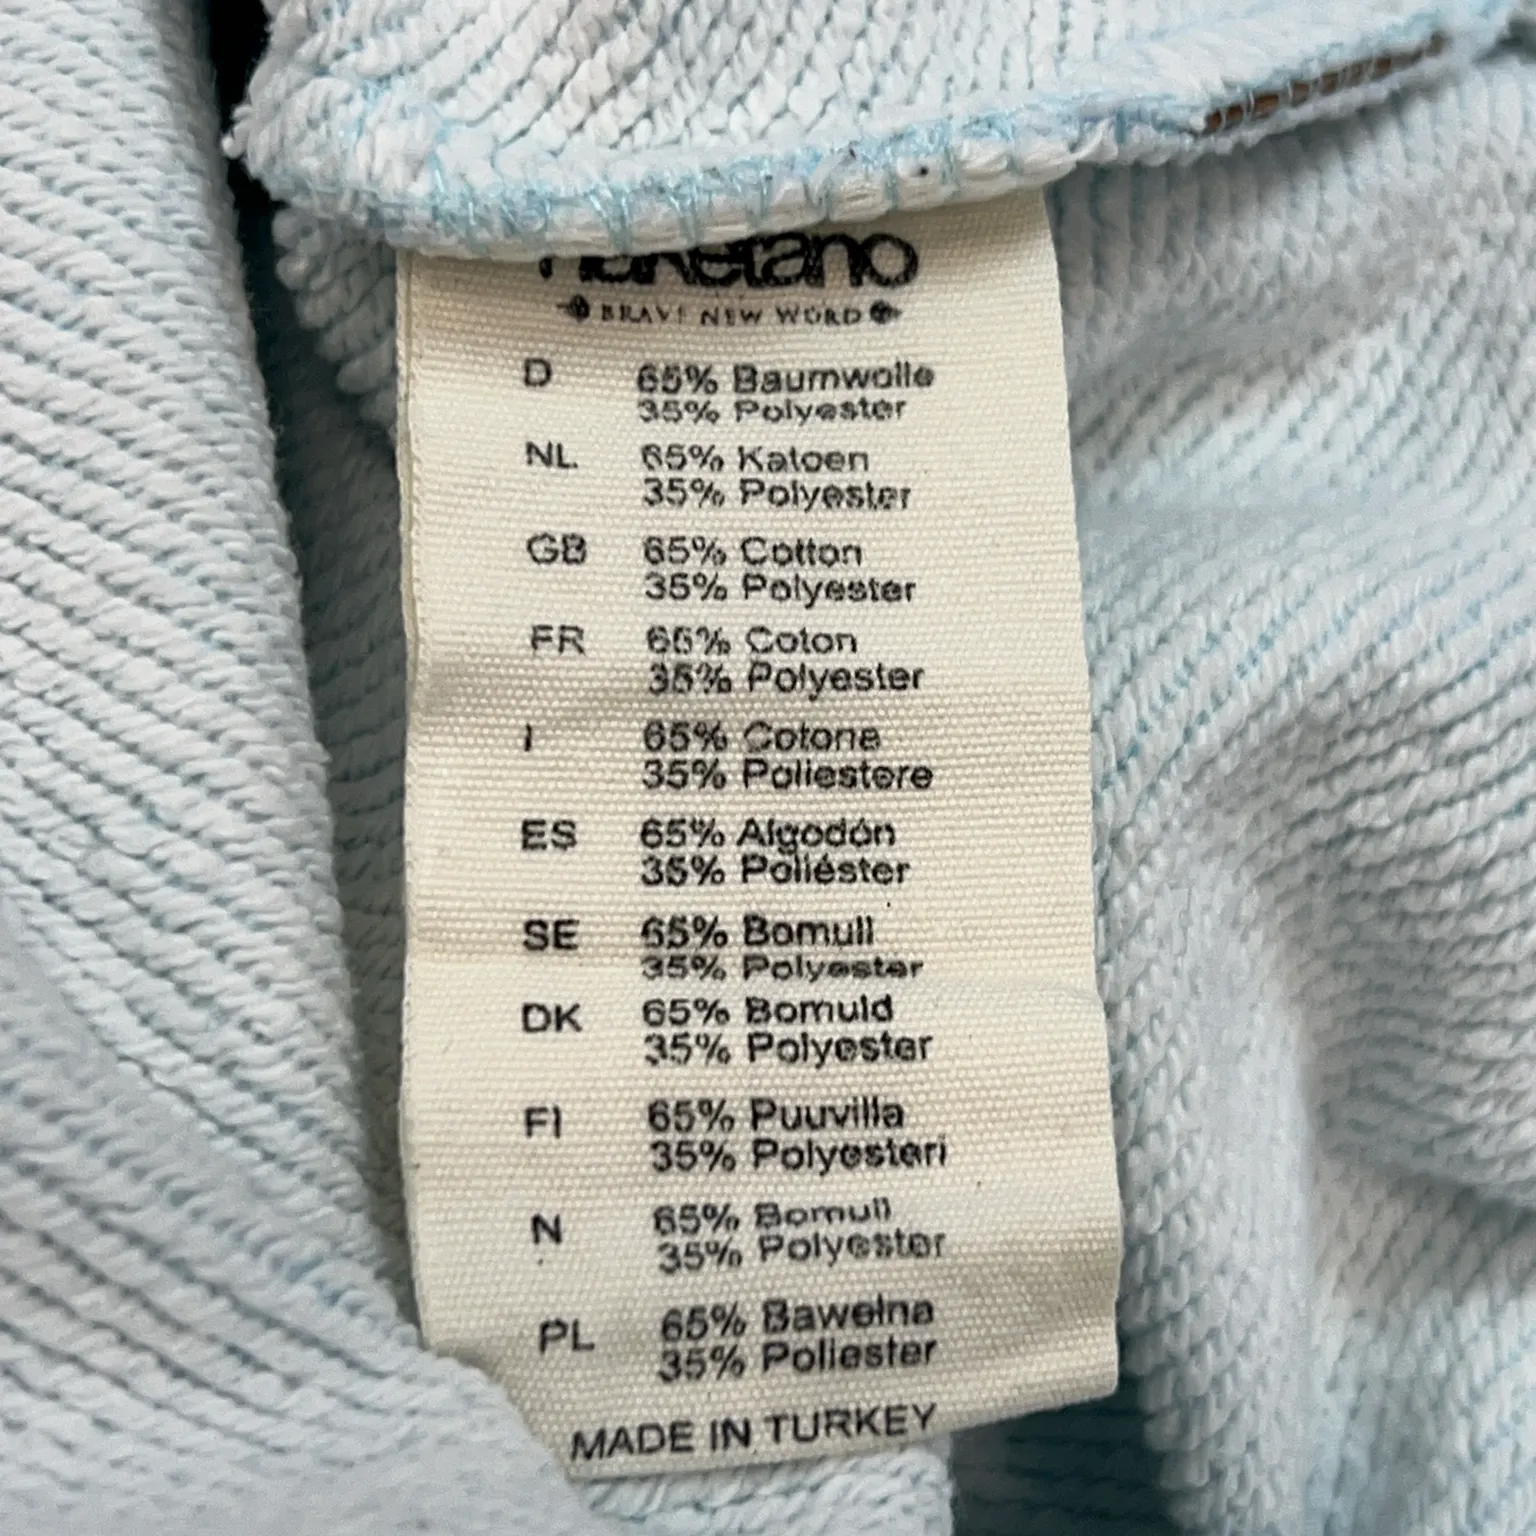 naketano
BRAVE NEW WORD
D 65% Baumwolle
35% Polyester
NL 65% Katoen
35% Polyester
GB 65% Cotton
35% Polyester
FR 65% Coton
35% Polyester
I 65% Cotone
35% Poliestere
ES 65% Algodón
35% Poliéster
SE 65% Bomull
35% Polyester
DK 65% Bomuld
35% Polyester
FI 65% Puuvilla
35% Polyesteri
N 65% Bomull
35% Polyester
PL 65% Bawełna
35% Poliester
MADE IN TURKEY